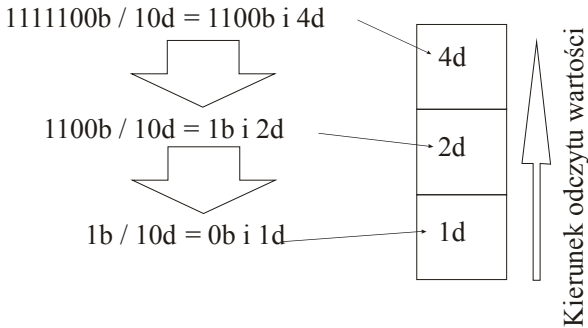 1111100b / 10d = 1100b i 4d
4d
1100b / 10d = 1b i 2d
2d
1b / 10d = 0b i 1d
1d
Kierunek odczytu wartości